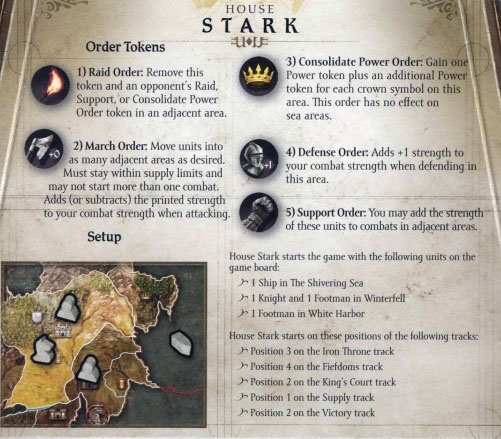 HOUSE
STARK
Order Tokens
1) Raid Order: Remove this
token and an opponent's Raid,
Support, or Consolidate Power
Order token in an adjacent area.
+0
2) March Order: Move units into
as many adjacent areas as desired.
Must stay within supply limits and
may not start more than one combat.
Adds (or subtracts) the printed strength
to your combat strength when attacking.
3) Consolidate Power Order: Gain one
Power token plus an additional Power
token for each crown symbol on this
area. This order has no effect on
sea areas.
+1
4) Defense Order: Adds +1 strength to
your combat strength when defending in
this area.
5) Support Order: You may add the strength
of these units to combats in adjacent areas.
Setup
House Stark starts the game with the following units on the
game board:
1 Ship in The Shivering Sea
1 Knight and 1 Footman in Winterfell
1 Footman in White Harbor
House Stark starts on these positions of the following tracks:
Position 3 on the Iron Throne track
Position 4 on the Fiefdoms track
Position 2 on the King's Court track
Position 1 on the Supply track
Position 2 on the Victory track